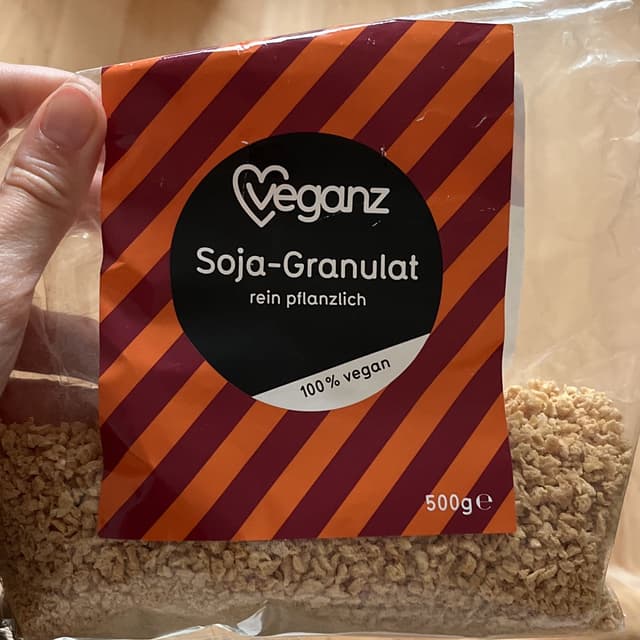 veganz
Soja-Granulat
rein pflanzlich
100% vegan
500g℮